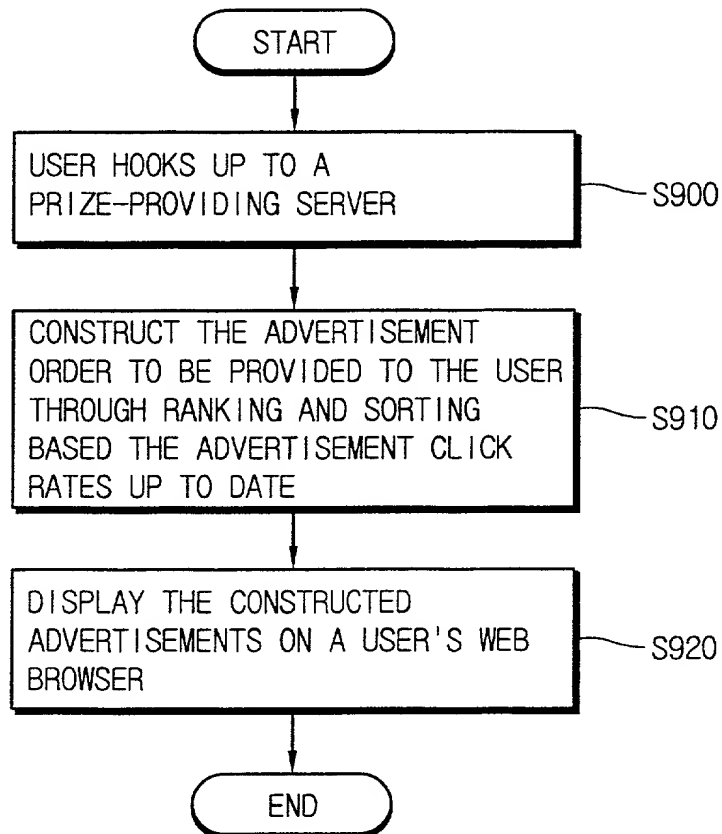 START
USER HOOKS UP TO A
PRIZE-PROVIDING SERVER
S900
CONSTRUCT THE ADVERTISEMENT
ORDER TO BE PROVIDED TO THE USER
THROUGH RANKING AND SORTING
BASED THE ADVERTISEMENT CLICK
RATES UP TO DATE
S910
DISPLAY THE CONSTRUCTED
ADVERTISEMENTS ON A USER'S WEB
BROWSER
S920
END